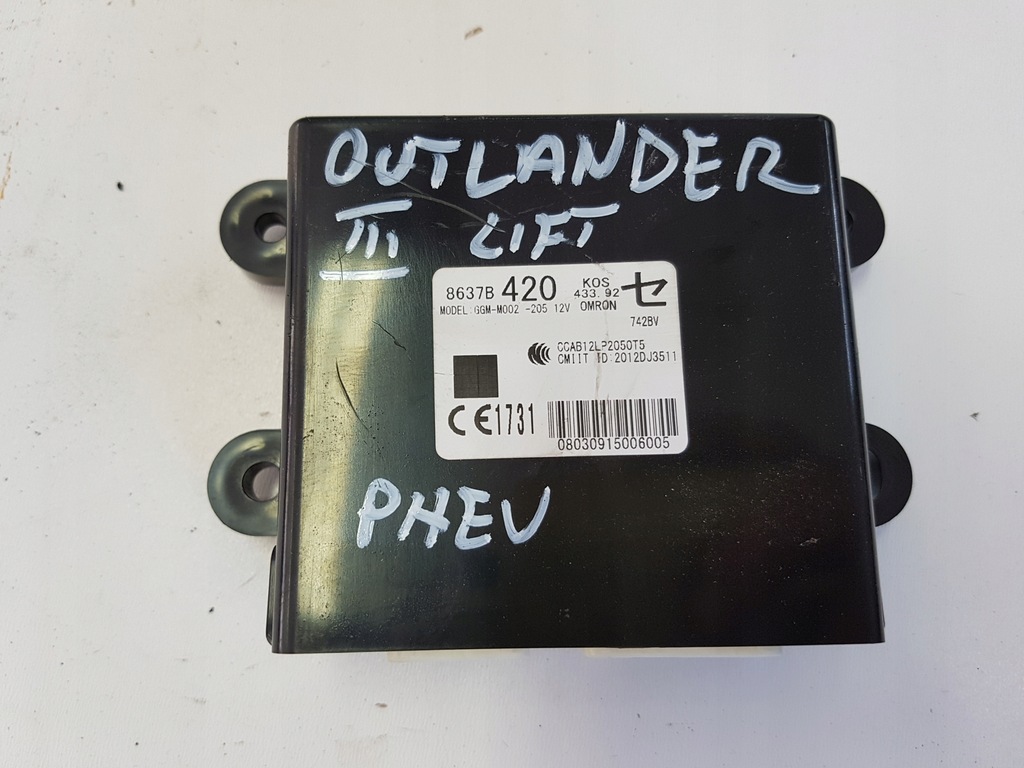 OUTLANDER
III LIFT
8637B 420 KOS 433.92 セ
MODEL:GGM-M002 -205 12V OMRON
742BV
CCAB12LP2050T5
CMIIT ID:2012DJ3511
CE1731
08030915006005
PHEV